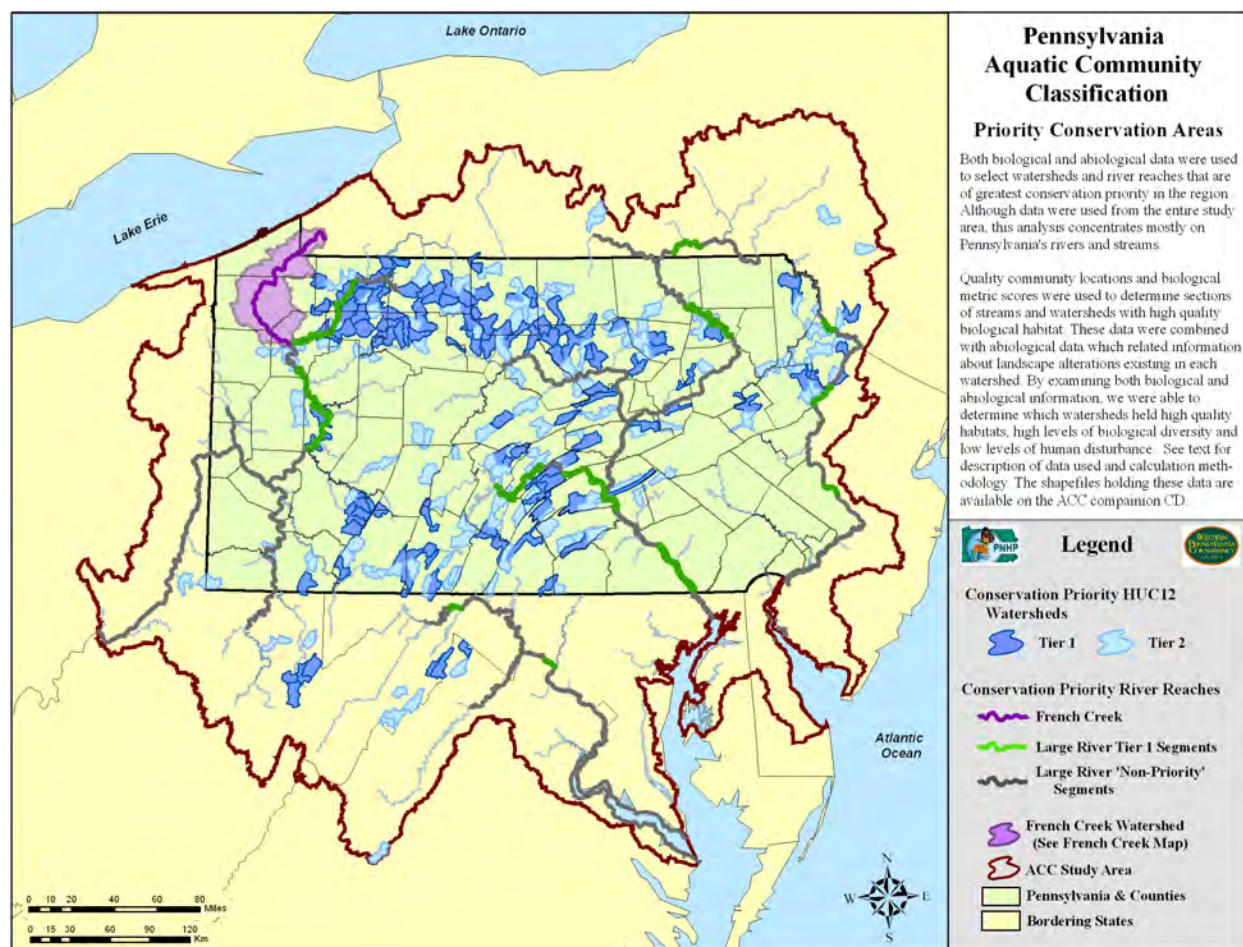 Lake Ontario
Lake Erie
Atlantic
Ocean
N
W
E
S
0 10 20 40 60 80
Miles
0 15 30 60 90 120
Km
Pennsylvania
Aquatic Community
Classification
Priority Conservation Areas
Both biological and abiological data were used
to select watersheds and river reaches that are
of greatest conservation priority in the region.
Although data were used from the entire study
area, this analysis concentrates mostly on
Pennsylvania's rivers and streams.
Quality community locations and biological
metric scores were used to determine sections
of streams and watersheds with high quality
biological habitat. These data were combined
with abiological data which related information
about landscape alterations existing in each
watershed. By examining both biological and
abiological information, we were able to
determine which watersheds held high quality
habitats, high levels of biological diversity and
low levels of human disturbance. See text for
description of data used and calculation meth-
odology. The shapefiles holding these data are
available on the ACC compainion CD.
PNHP
Legend
Western
Pennsylvania
Conservancy
Conservation Priority HUC12
Watersheds
Tier 1
Tier 2
Conservation Priority River Reaches
French Creek
Large River Tier 1 Segments
Large River 'Non-Priority'
Segments
French Creek Watershed
(See French Creek Map)
ACC Study Area
Pennsylvania & Counties
Bordering States